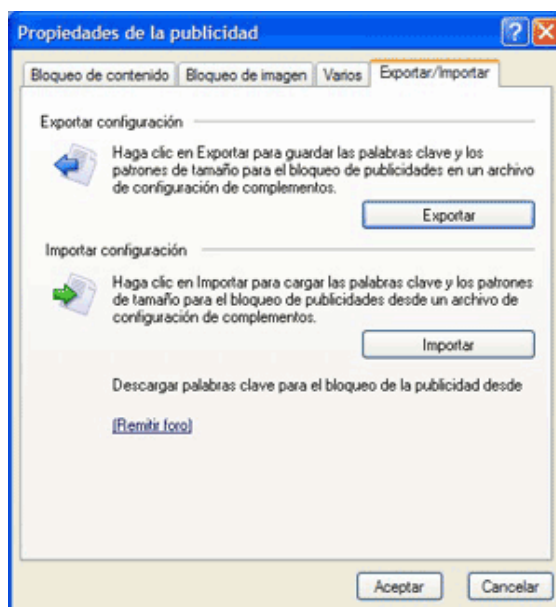 Propiedades de la publicidad
Bloqueo de contenido Bloqueo de imagen Varios Exportar/Importar
Exportar configuración
Haga clic en Exportar para guardar las palabras clave y los
patrones de tamaño para el bloqueo de publicidades en un archivo
de configuración de complementos.
Exportar
Importar configuración
Haga clic en Importar para cargar las palabras clave y los patrones
de tamaño para el bloqueo de publicidades desde un archivo de
configuración de complementos.
Importar
Descargar palabras clave para el bloqueo de la publicidad desde
(Remitir foro)
Aceptar Cancelar